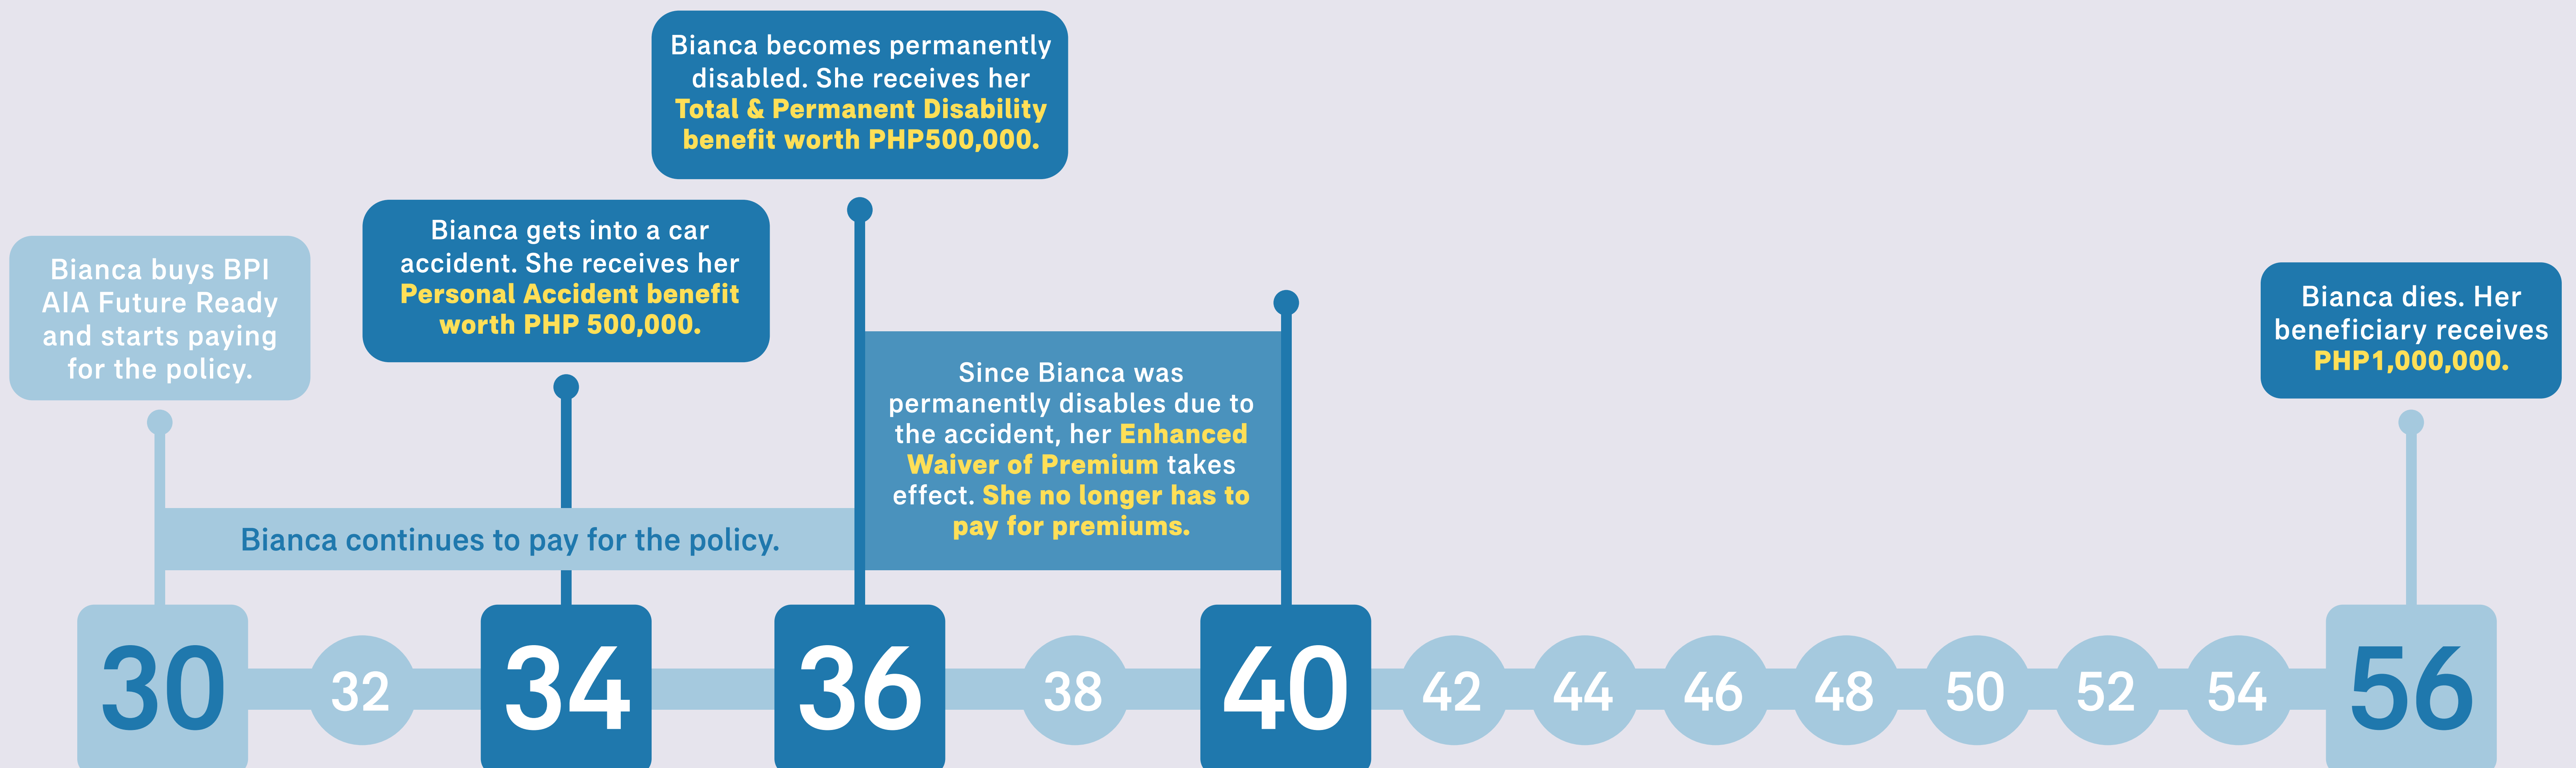 Bianca becomes permanently
disabled. She receives her
Total & Permanent Disability
benefit worth PHP500,000.
Bianca gets into a car
accident. She receives her
Personal Accident benefit
worth PHP 500,000.
Bianca buys BPI
AIA Future Ready
and starts paying
for the policy.
Since Bianca was
permanently disables due to
the accident, her Enhanced
Waiver of Premium takes
effect. She no longer has to
pay for premiums.
Bianca dies. Her
beneficiary receives
PHP1,000,000.
Bianca continues to pay for the policy.
30 32 34 36 38 40 42 44 46 48 50 52 54 56